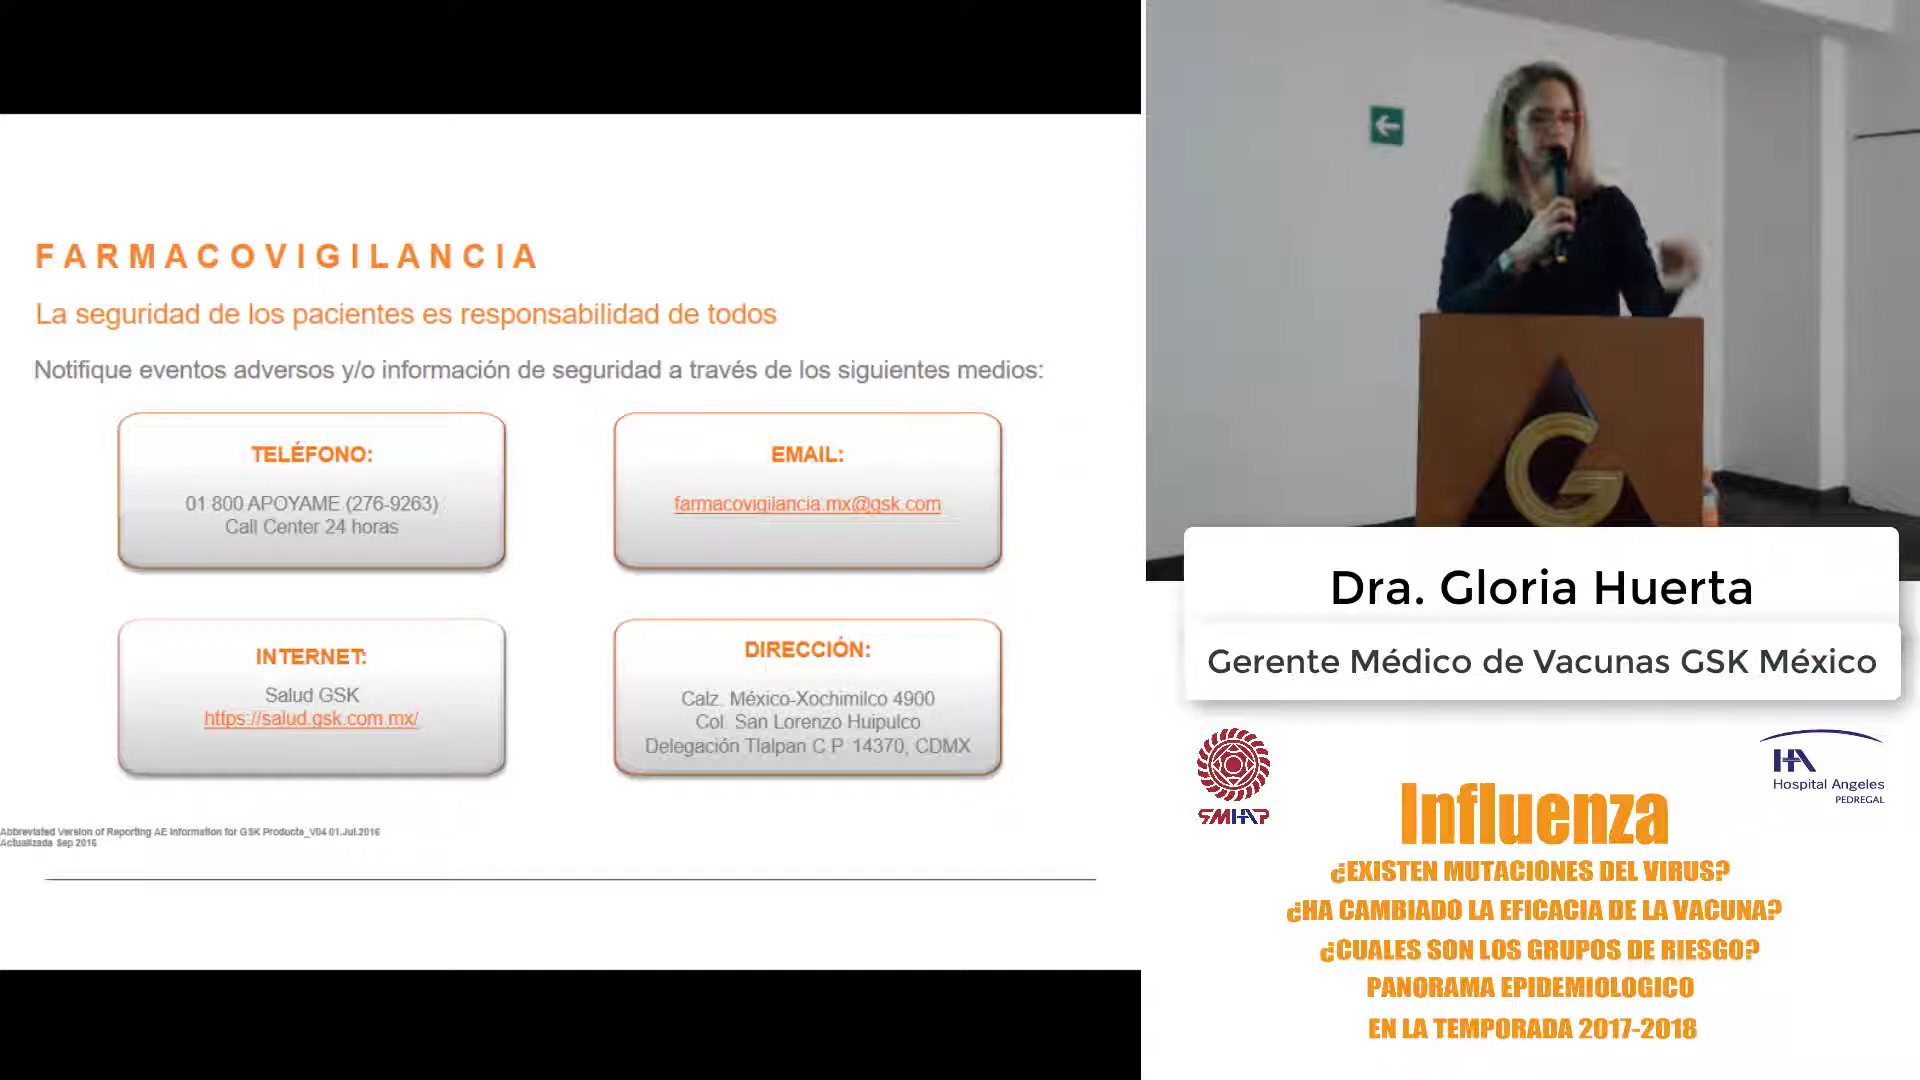 FARMACOVIGILANCIA
La seguridad de los pacientes es responsabilidad de todos
Notifique eventos adversos y/o información de seguridad a través de los siguientes medios:
TELÉFONO:
01 800 APOYAME (276-9263)
Call Center 24 horas
EMAIL:
farmacovigilancia.mx@gsk.com
INTERNET:
Salud GSK
https://salud.gsk.com.mx/
DIRECCIÓN:
Calz. México-Xochimilco 4900
Col. San Lorenzo Huipulco
Delegación Tlalpan C P 14370, CDMX
Abbreviated Version of Reporting AE Information for GSK Products_V04 01.Jul.2016
Actualizada Sep 2016
G
Dra. Gloria Huerta
Gerente Médico de Vacunas GSK México
SMHAP
HA
Hospital Angeles
PEDREGAL
Influenza
¿EXISTEN MUTACIONES DEL VIRUS?
¿HA CAMBIADO LA EFICACIA DE LA VACUNA?
¿CUALES SON LOS GRUPOS DE RIESGO?
PANORAMA EPIDEMIOLOGICO
EN LA TEMPORADA 2017-2018